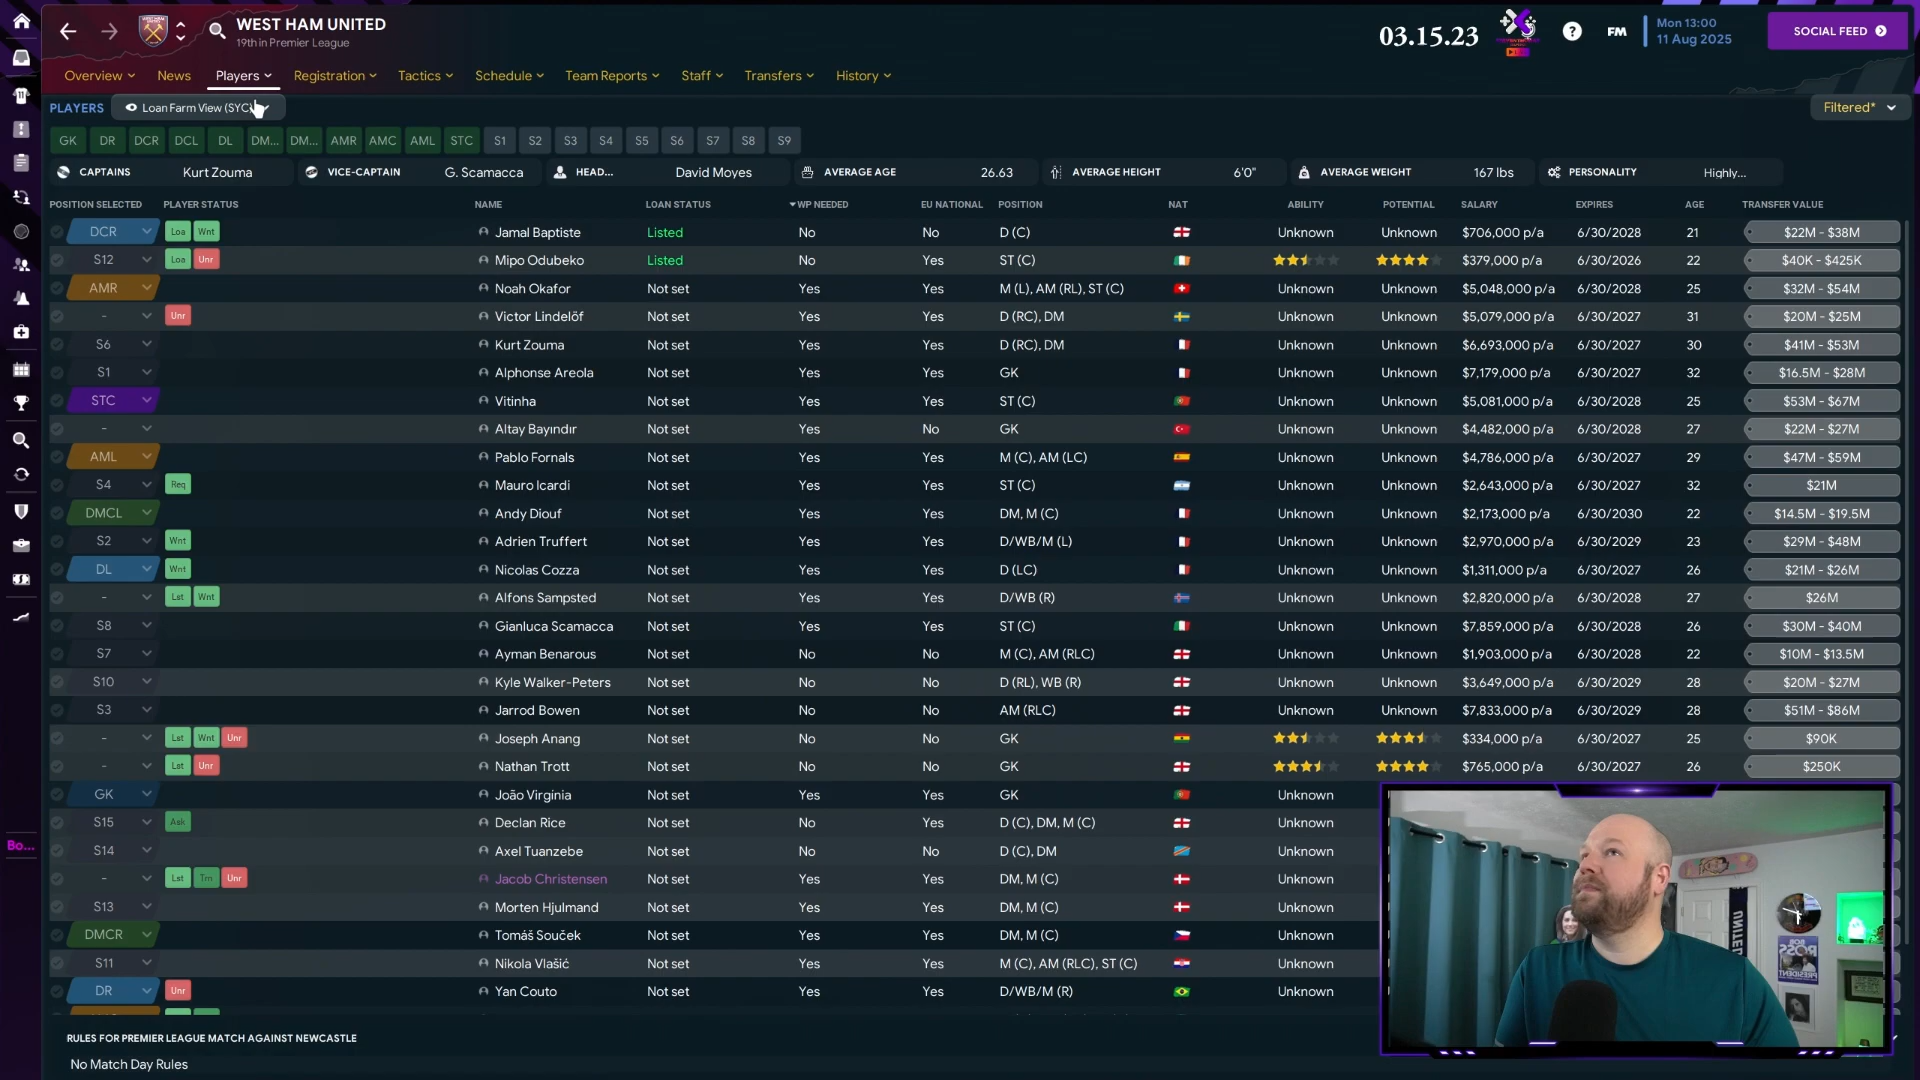 WEST HAM UNITED
19th in Premier League
03.15.23
FM
Mon 13:00
11 Aug 2025
SOCIAL FEED
Overview News Players Registration Tactics Schedule Team Reports Staff Transfers History
PLAYERS Loan Farm View (SYC) Filtered*
GK DR DCR DCL DL DM... DM... AMR AMC AML STC S1 S2 S3 S4 S5 S6 S7 S8 S9
CAPTAINS Kurt Zouma VICE-CAPTAIN G. Scamacca HEAD... David Moyes AVERAGE AGE 26.63 AVERAGE HEIGHT 6'0" AVERAGE WEIGHT 167 lbs PERSONALITY Highly...
POSITION SELECTED PLAYER STATUS NAME LOAN STATUS WP NEEDED EU NATIONAL POSITION NAT ABILITY POTENTIAL SALARY EXPIRES AGE TRANSFER VALUE
DCR Loa Wnt Jamal Baptiste Listed No No D (C) Unknown Unknown $706,000 p/a 6/30/2028 21 $22M - $38M
S12 Loa Unr Mipo Odubeko Listed No Yes ST (C) $379,000 p/a 6/30/2026 22 $40K - $425K
AMR Noah Okafor Not set Yes Yes M (L), AM (RL), ST (C) Unknown Unknown $5,048,000 p/a 6/30/2028 25 $32M - $54M
- Unr Victor Lindelöf Not set Yes Yes D (RC), DM Unknown Unknown $5,079,000 p/a 6/30/2027 31 $20M - $25M
S6 Kurt Zouma Not set Yes Yes D (RC), DM Unknown Unknown $6,693,000 p/a 6/30/2027 30 $41M - $53M
S1 Alphonse Areola Not set Yes Yes GK Unknown Unknown $7,179,000 p/a 6/30/2027 32 $16.5M - $28M
STC Vitinha Not set Yes Yes ST (C) Unknown Unknown $5,081,000 p/a 6/30/2028 25 $53M - $67M
- Altay Bayındır Not set Yes No GK Unknown Unknown $4,482,000 p/a 6/30/2028 27 $22M - $27M
AML Pablo Fornals Not set Yes Yes M (C), AM (LC) Unknown Unknown $4,786,000 p/a 6/30/2027 29 $47M - $59M
S4 Req Mauro Icardi Not set Yes Yes ST (C) Unknown Unknown $2,643,000 p/a 6/30/2027 32 $21M
DMCL Andy Diouf Not set Yes Yes DM, M (C) Unknown Unknown $2,173,000 p/a 6/30/2030 22 $14.5M - $19.5M
S2 Wnt Adrien Truffert Not set Yes Yes D/WB/M (L) Unknown Unknown $2,970,000 p/a 6/30/2029 23 $29M - $48M
DL Wnt Nicolas Cozza Not set Yes Yes D (LC) Unknown Unknown $1,311,000 p/a 6/30/2027 26 $21M - $26M
- Lst Wnt Alfons Sampsted Not set Yes Yes D/WB (R) Unknown Unknown $2,820,000 p/a 6/30/2028 27 $26M
S8 Gianluca Scamacca Not set Yes Yes ST (C) Unknown Unknown $7,859,000 p/a 6/30/2028 26 $30M - $40M
S7 Ayman Benarous Not set No No M (C), AM (RLC) Unknown Unknown $1,903,000 p/a 6/30/2028 22 $10M - $13.5M
S10 Kyle Walker-Peters Not set No No D (RL), WB (R) Unknown Unknown $3,649,000 p/a 6/30/2029 28 $20M - $27M
S3 Jarrod Bowen Not set No No AM (RLC) Unknown Unknown $7,833,000 p/a 6/30/2029 28 $51M - $86M
- Lst Wnt Unr Joseph Anang Not set No No GK $334,000 p/a 6/30/2027 25 $90K
- Lst Unr Nathan Trott Not set No No GK $765,000 p/a 6/30/2027 26 $250K
GK João Virgínia Not set Yes Yes GK Unknown
S15 Ask Declan Rice Not set No Yes D (C), DM, M (C) Unknown
S14 Axel Tuanzebe Not set No No D (C), DM Unknown
- Lst Trn Unr Jacob Christensen Not set Yes Yes DM, M (C) Unknown
S13 Morten Hjulmand Not set Yes Yes DM, M (C) Unknown
DMCR Tomáš Souček Not set Yes Yes DM, M (C) Unknown
S11 Nikola Vlašić Not set Yes Yes M (C), AM (RLC), ST (C) Unknown
DR Unr Yan Couto Not set Yes Yes D/WB/M (R) Unknown
Bo...
RULES FOR PREMIER LEAGUE MATCH AGAINST NEWCASTLE
No Match Day Rules